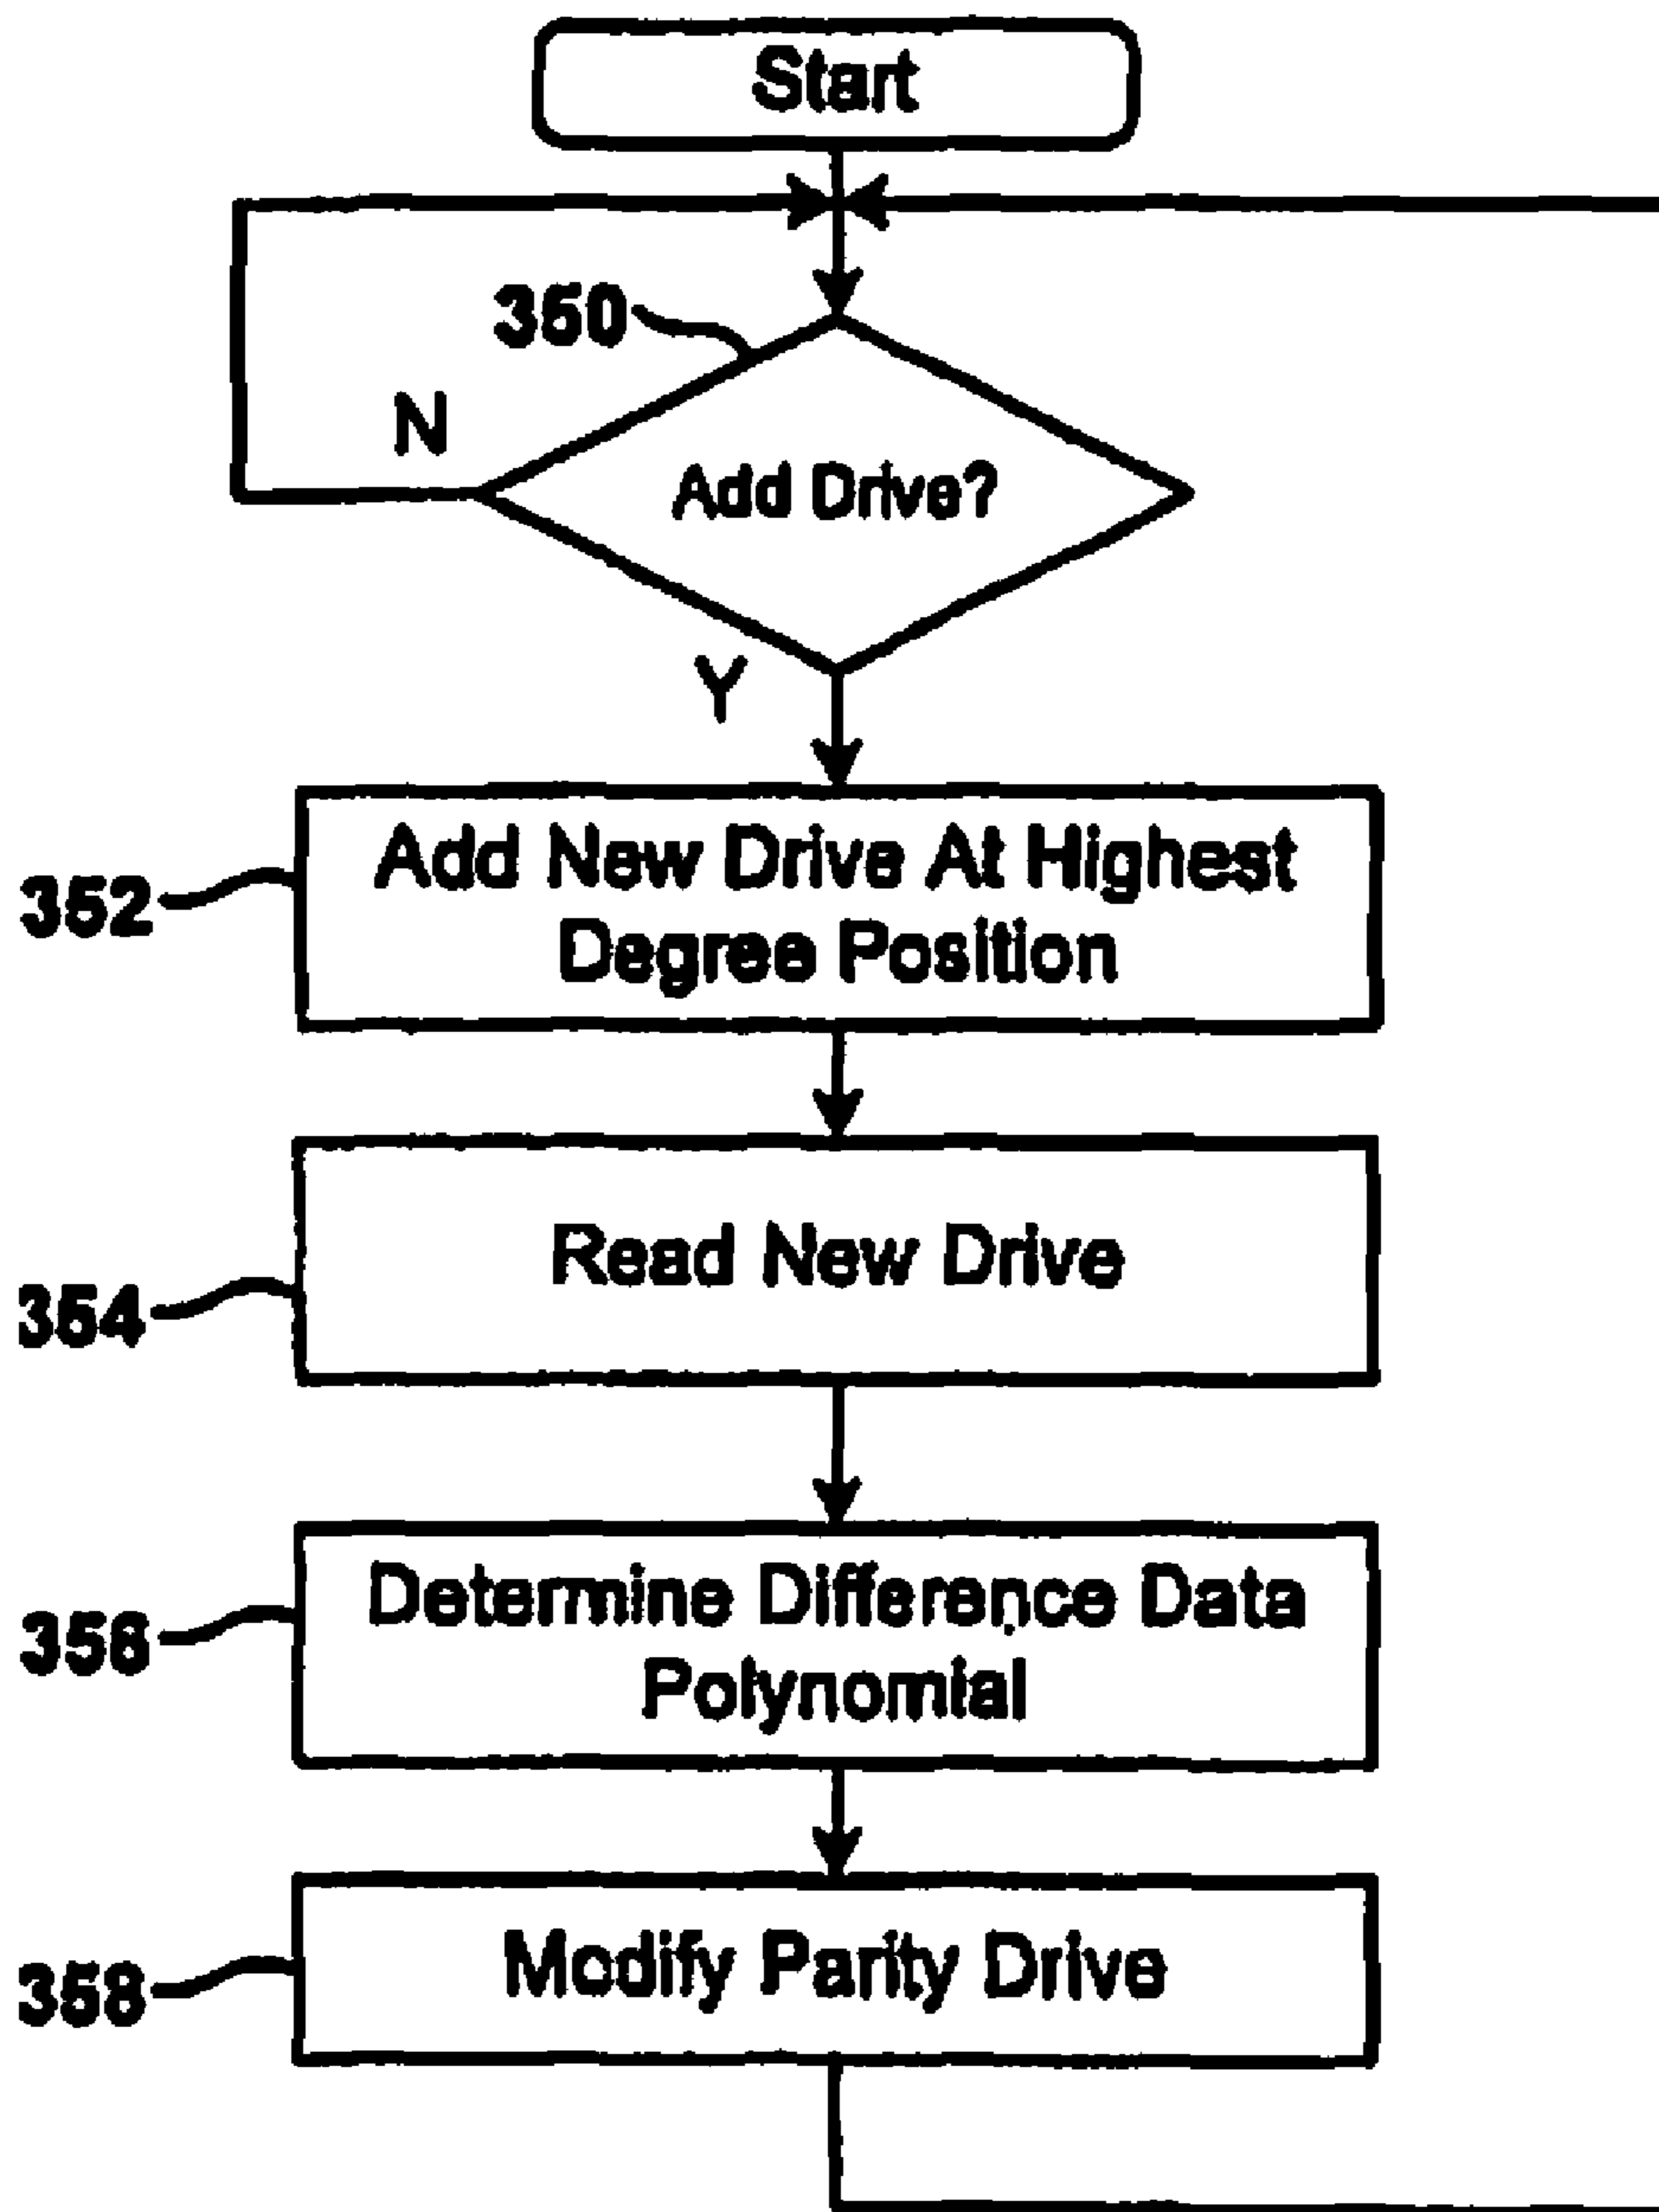 Start
350
N
Add Drive?
Y
Add New Drive At Highest
Degree Position
352
Read New Drive
354
Determine Difference Data
Polynomial
356
Modify Parity Drive
358